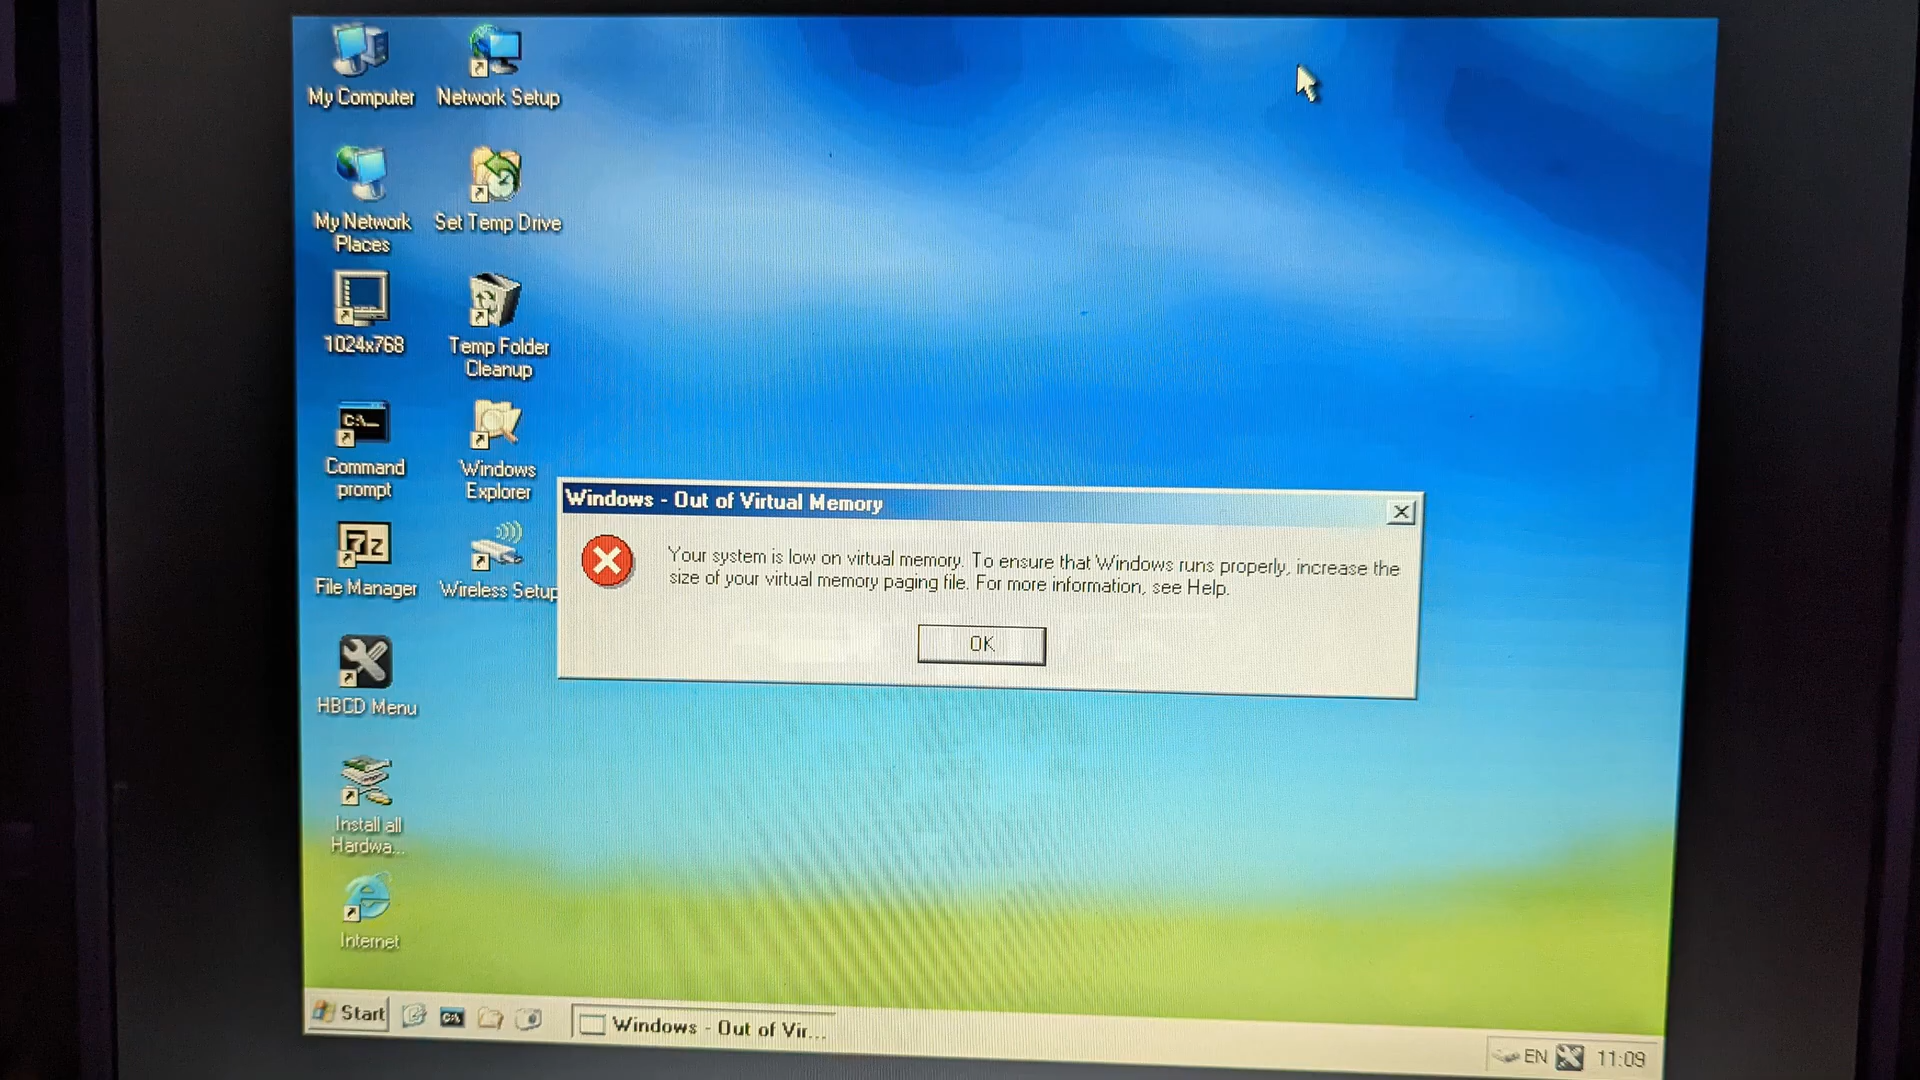 My Computer
Network Setup
My Network
Places
Set Temp Drive
1024x768
Temp Folder
Cleanup
C:\_
Command
prompt
Windows
Explorer
7z
File Manager
Wireless Setup
HBCD Menu
Install all
Hardwa...
Internet
Windows - Out of Virtual Memory
Your system is low on virtual memory. To ensure that Windows runs properly, increase the
size of your virtual memory paging file. For more information, see Help.
OK
Start
C:\
Windows - Out of Vir...
EN
11:09